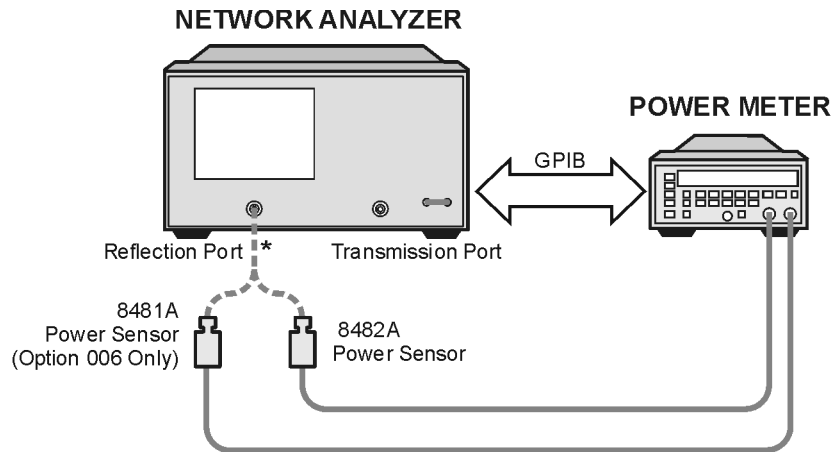 NETWORK ANALYZER
POWER METER
GPIB
Reflection Port
*
Transmission Port
8481A
Power Sensor
(Option 006 Only)
8482A
Power Sensor